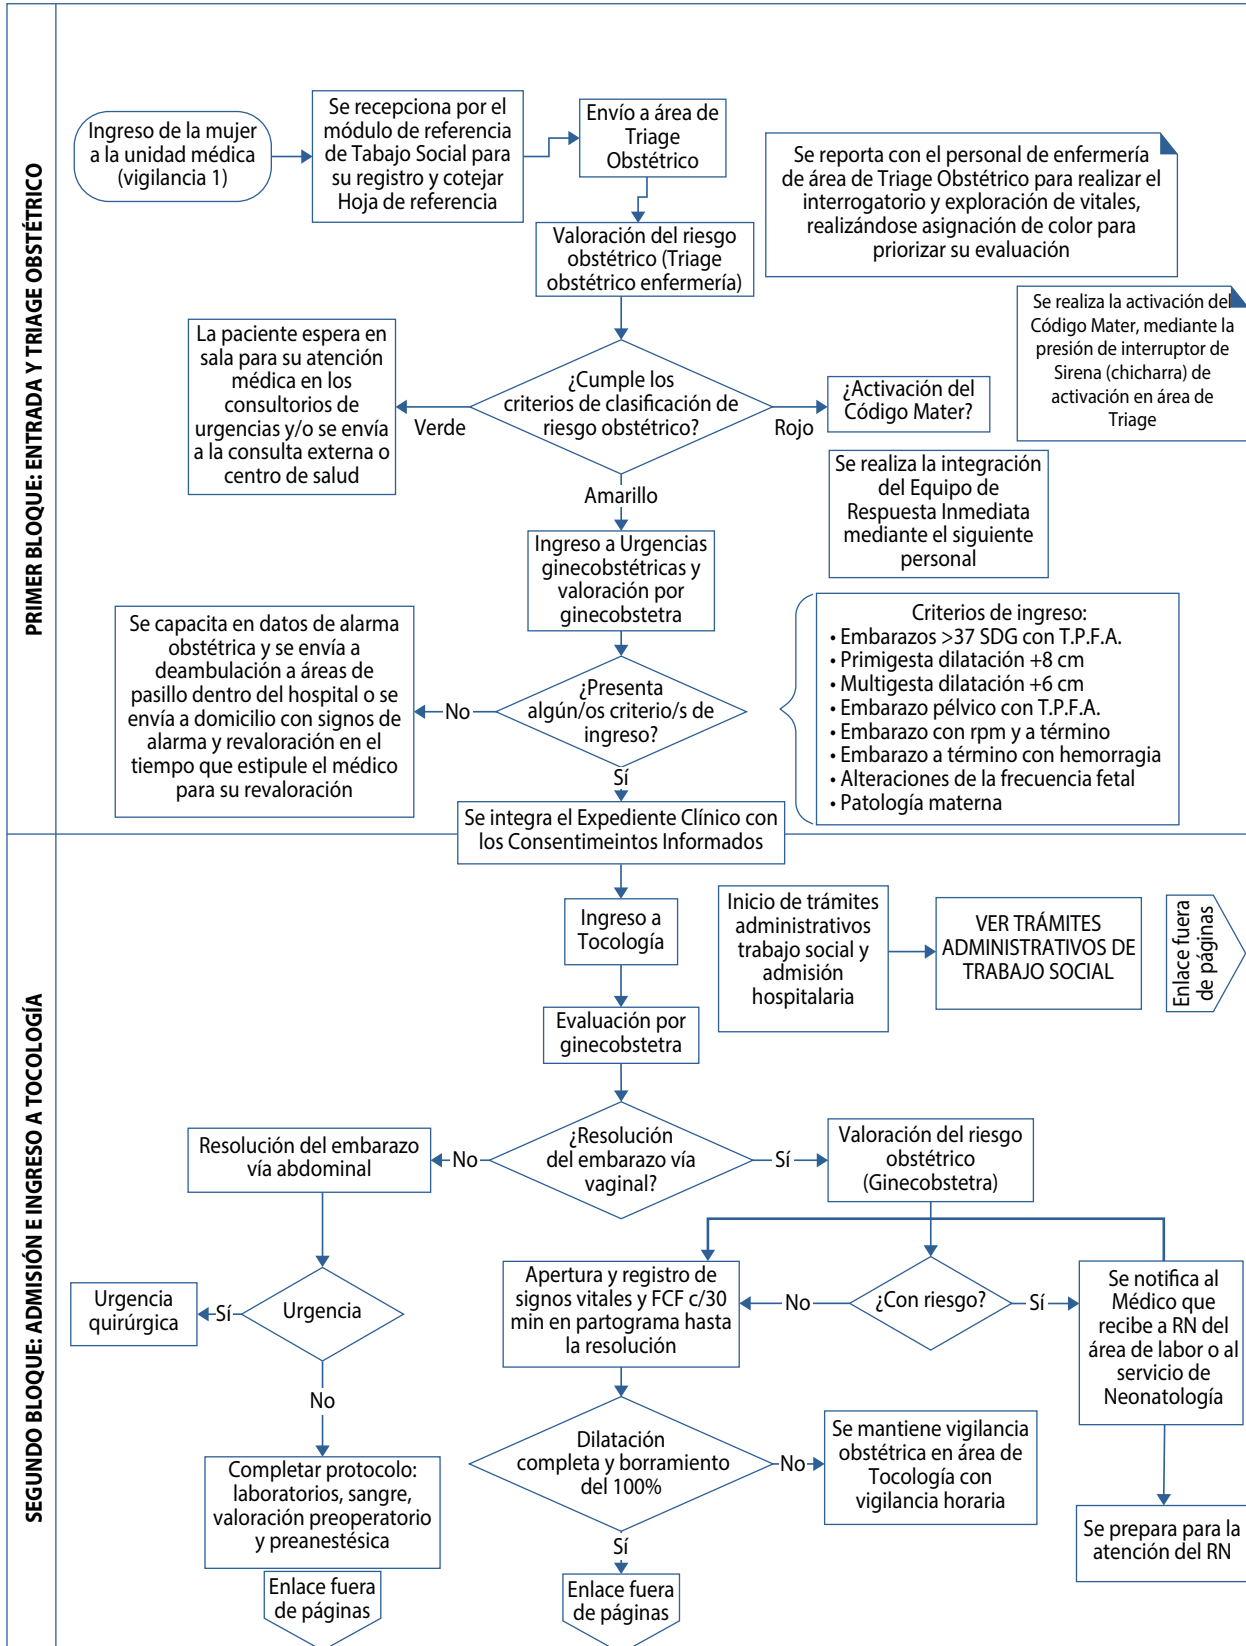 PRIMER BLOQUE: ENTRADA Y TRIAGE OBSTÉTRICO
Ingreso de la mujer
a la unidad médica
(vigilancia 1)
Se recepciona por el
módulo de referencia
de Tabajo Social para
su registro y cotejar
Hoja de referencia
Envío a área de
Triage
Obstétrico
Se reporta con el personal de enfermería
de área de Triage Obstétrico para realizar el
interrogatorio y exploración de vitales,
realizándose asignación de color para
priorizar su evaluación
Valoración del riesgo
obstétrico (Triage
obstétrico enfermería)
Se realiza la activación del
Código Mater, mediante la
presión de interruptor de
Sirena (chicharra) de
activación en área de
Triage
La paciente espera en
sala para su atención
médica en los
consultorios de
urgencias y/o se envía
a la consulta externa o
centro de salud
Verde
¿Cumple los
criterios de clasificación de
riesgo obstétrico?
Rojo
¿Activación del
Código Mater?
Se realiza la integración
del Equipo de
Respuesta Inmediata
mediante el siguiente
personal
Amarillo
Ingreso a Urgencias
ginecobstétricas y
valoración por
ginecobstetra
Se capacita en datos de alarma
obstétrica y se envía a
deambulación a áreas de
pasillo dentro del hospital o se
envía a domicilio con signos de
alarma y revaloración en el
tiempo que estipule el médico
para su revaloración
No
¿Presenta
algún/os criterio/s de
ingreso?
Criterios de ingreso:
• Embarazos >37 SDG con T.P.F.A.
• Primigesta dilatación +8 cm
• Multigesta dilatación +6 cm
• Embarazo pélvico con T.P.F.A.
• Embarazo con rpm y a término
• Embarazo a término con hemorragia
• Alteraciones de la frecuencia fetal
• Patología materna
Sí
Se integra el Expediente Clínico con
los Consentimeintos Informados
SEGUNDO BLOQUE: ADMISIÓN E INGRESO A TOCOLOGÍA
Ingreso a
Tocología
Inicio de trámites
administrativos
trabajo social y
admisión
hospitalaria
VER TRÁMITES
ADMINISTRATIVOS DE
TRABAJO SOCIAL
Enlace fuera
de páginas
Evaluación por
ginecobstetra
Resolución del embarazo
vía abdominal
No
¿Resolución
del embarazo vía
vaginal?
Sí
Valoración del riesgo
obstétrico
(Ginecobstetra)
Urgencia
quirúrgica
Sí
Urgencia
Apertura y registro de
signos vitales y FCF c/30
min en partograma hasta
la resolución
No
¿Con riesgo?
Sí
Se notifica al
Médico que
recibe a RN del
área de labor o al
servicio de
Neonatología
No
Completar protocolo:
laboratorios, sangre,
valoración preoperatorio
y preanestésica
Dilatación
completa y borramiento
del 100%
No
Se mantiene vigilancia
obstétrica en área de
Tocología con
vigilancia horaria
Se prepara para la
atención del RN
Sí
Enlace fuera
de páginas
Enlace fuera
de páginas